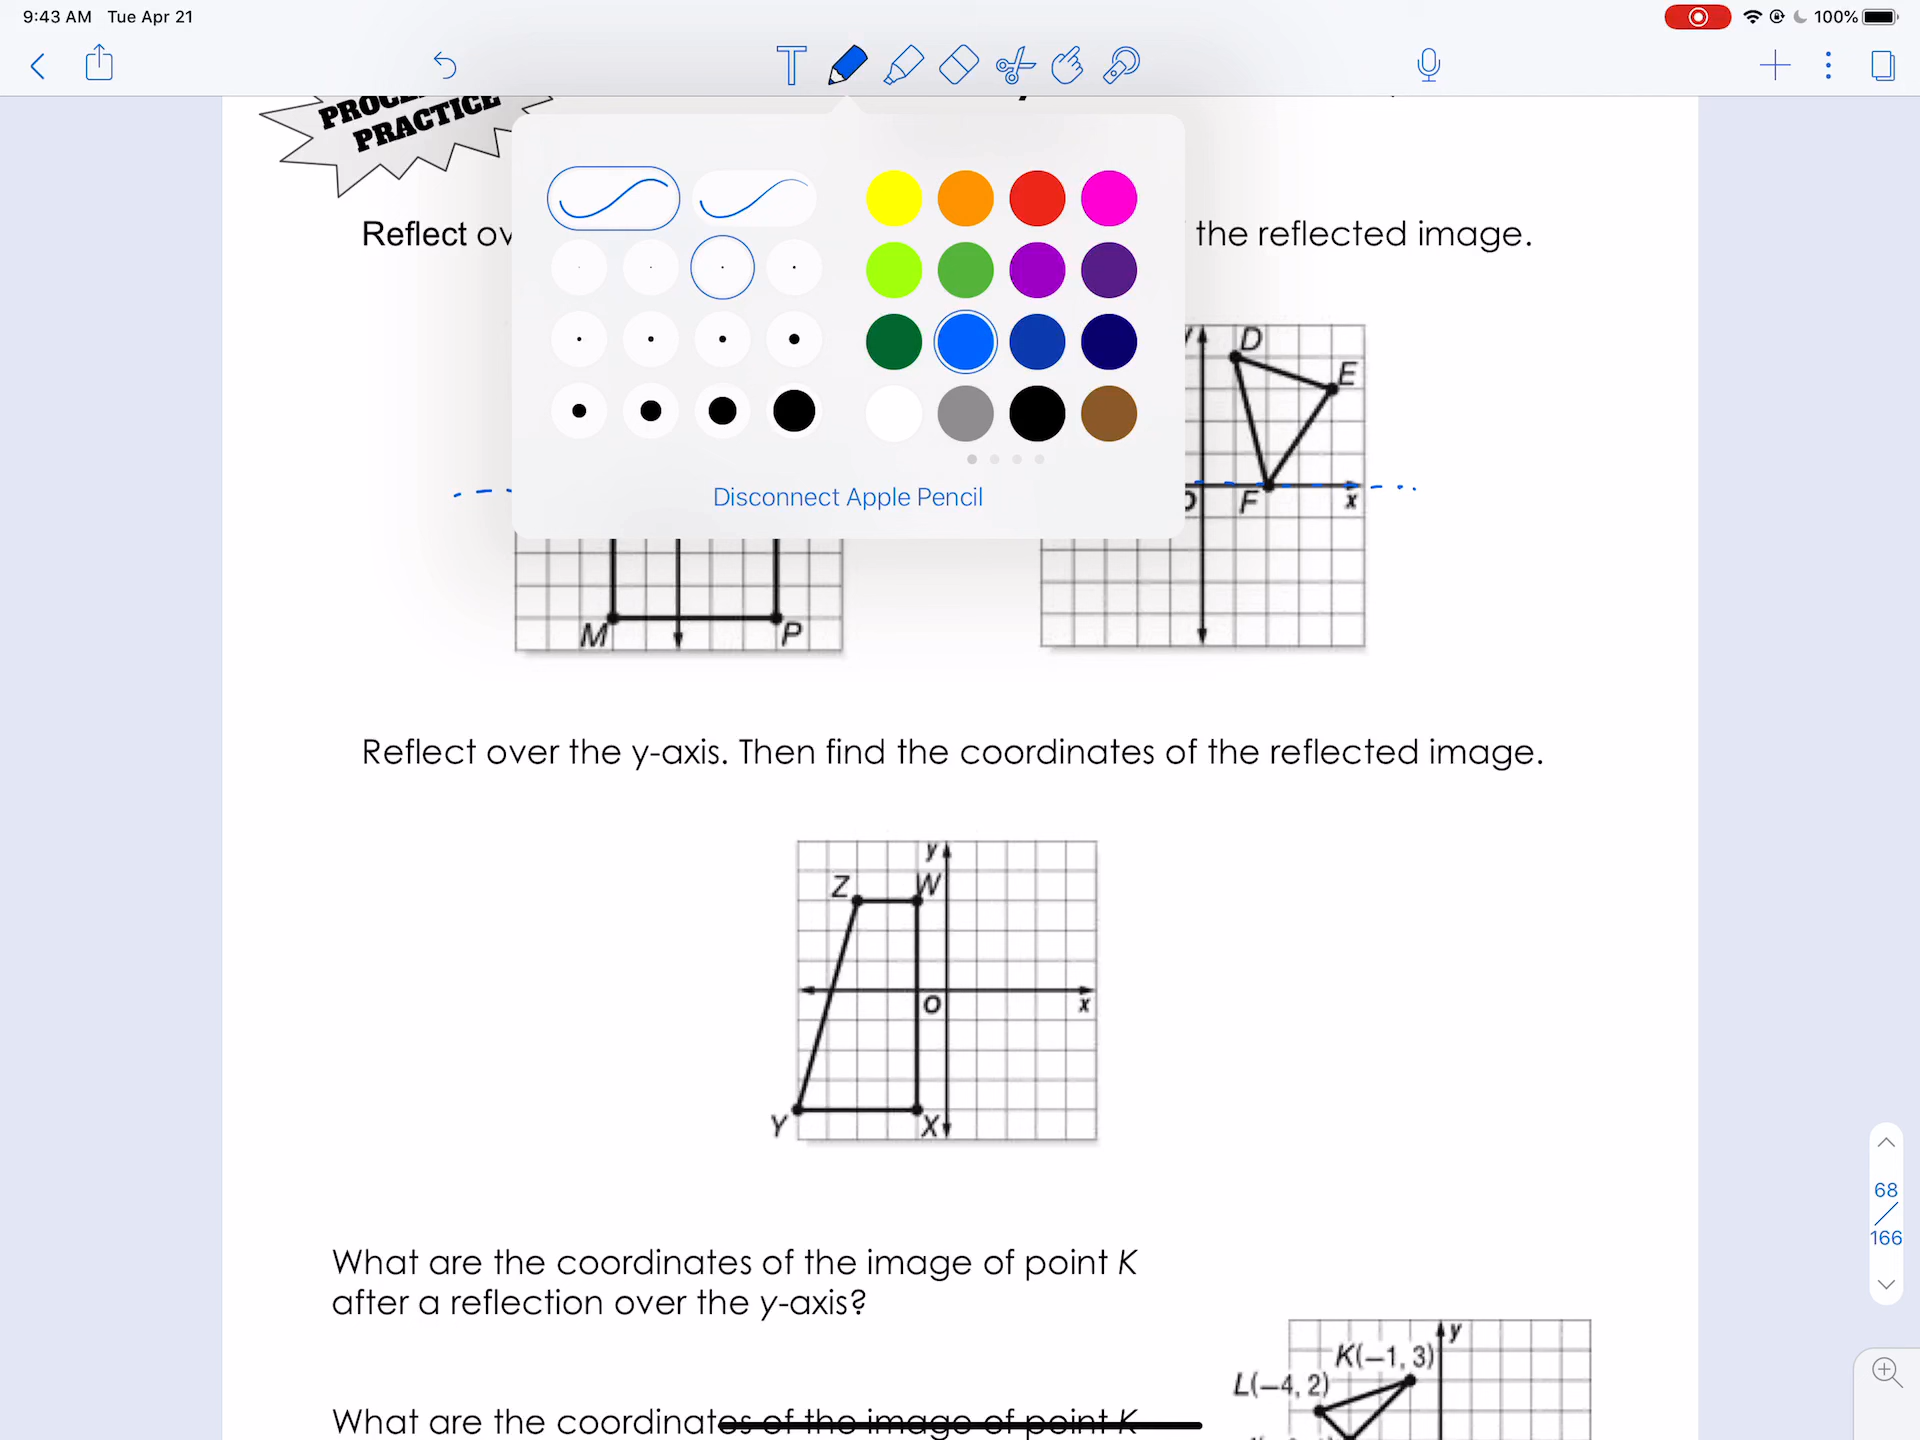 9:43 AM Tue Apr 21
100%
T
PRACTICE
Reflect ov
the reflected image.
Disconnect Apple Pencil
D
E
F
x
M
P
Reflect over the y-axis. Then find the coordinates of the reflected image.
y
Z
W
O
x
Y
X
68
166
What are the coordinates of the image of point K
after a reflection over the y-axis?
y
K(−1, 3)
L(−4, 2)
What are the coordinates of the image of point K